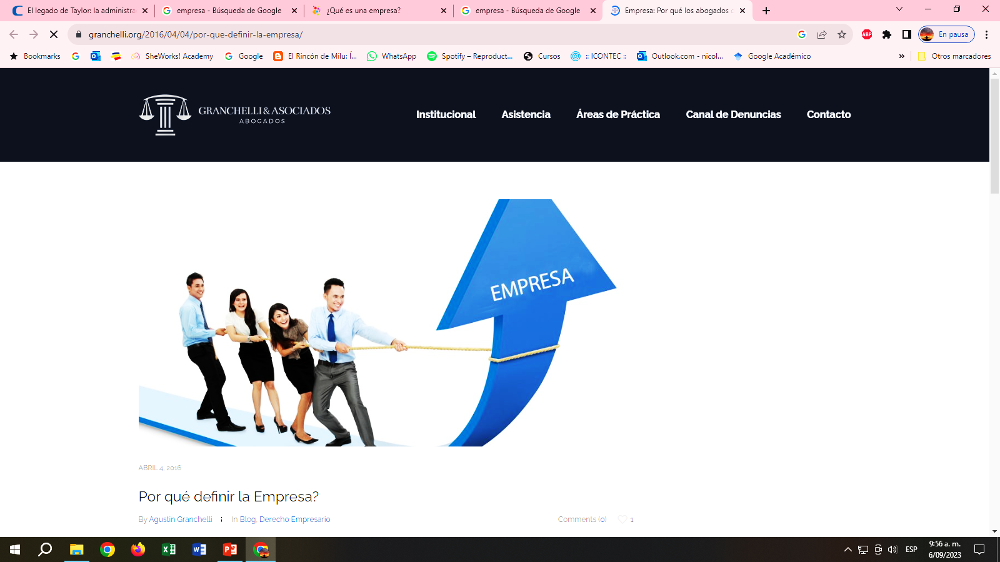 El legado de Taylor: la administra
empresa - Búsqueda de Google
¿Qué es una empresa?
empresa - Búsqueda de Google
Empresa: Por qué los abogados
granchelli.org/2016/04/04/por-que-definir-la-empresa/
ABP
En pausa
Bookmarks
SheWorks! Academy
Google
El Rincón de Milu: Í...
WhatsApp
Spotify – Reproduct...
Cursos
:: ICONTEC ::
Outlook.com - nicol...
Google Académico
»
Otros marcadores
GRANCHELLI & ASOCIADOS
ABOGADOS
Institucional
Asistencia
Áreas de Práctica
Canal de Denuncias
Contacto
EMPRESA
ABRIL 4, 2016
Por qué definir la Empresa?
By Agustin Granchelli
In Blog, Derecho Empresario
Comments (0)
1
ESP
9:56 a. m.
6/09/2023